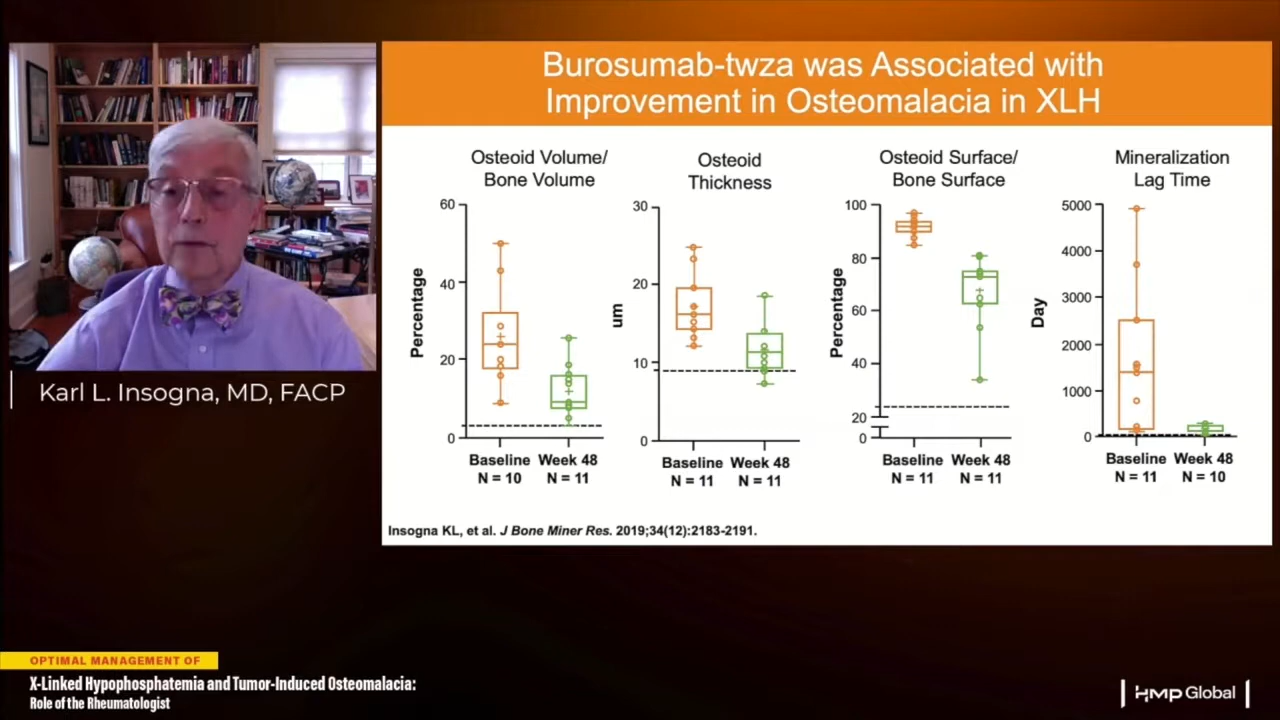 Burosumab-twza was Associated with
Improvement in Osteomalacia in XLH
Osteoid Volume/
Bone Volume
Percentage
60
40
20
0
Baseline
N = 10
Week 48
N = 11
Osteoid
Thickness
um
30
20
10
0
Baseline
N = 11
Week 48
N = 11
Osteoid Surface/
Bone Surface
Percentage
100
80
60
40
20
0
Baseline
N = 11
Week 48
N = 11
Mineralization
Lag Time
Day
5000
4000
3000
2000
1000
0
Baseline
N = 11
Week 48
N = 10
Insogna KL, et al. J Bone Miner Res. 2019;34(12):2183-2191.
Karl L. Insogna, MD, FACP
OPTIMAL MANAGEMENT OF
X-Linked Hypophosphatemia and Tumor-Induced Osteomalacia:
Role of the Rheumatologist
HMP Global